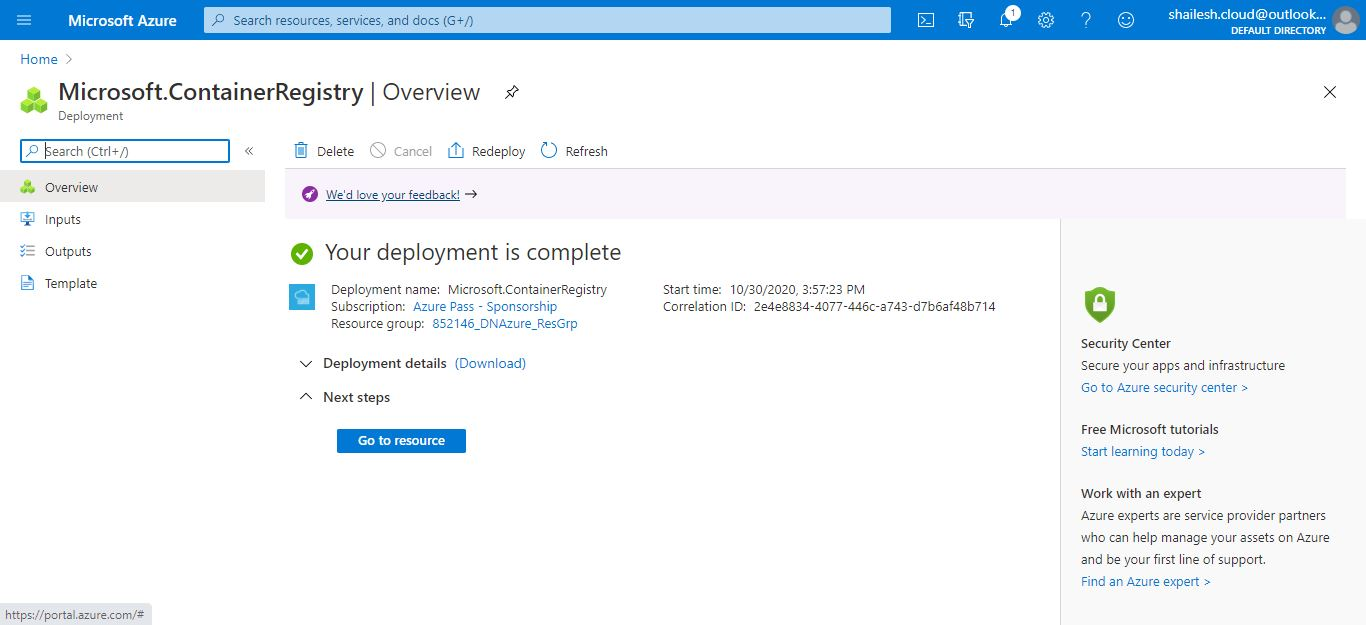 Microsoft Azure
Search resources, services, and docs (G+/)
1
shailesh.cloud@outlook...
DEFAULT DIRECTORY
Home
Microsoft.ContainerRegistry | Overview
Deployment
Search (Ctrl+/)
«
Delete
Cancel
Redeploy
Refresh
Overview
Inputs
Outputs
Template
We'd love your feedback! →
Your deployment is complete
Deployment name: Microsoft.ContainerRegistry
Subscription: Azure Pass - Sponsorship
Resource group: 852146_DNAzure_ResGrp
Start time: 10/30/2020, 3:57:23 PM
Correlation ID: 2e4e8834-4077-446c-a743-d7b6af48b714
Deployment details (Download)
Next steps
Go to resource
Security Center
Secure your apps and infrastructure
Go to Azure security center >
Free Microsoft tutorials
Start learning today >
Work with an expert
Azure experts are service provider partners
who can help manage your assets on Azure
and be your first line of support.
Find an Azure expert >
https://portal.azure.com/#